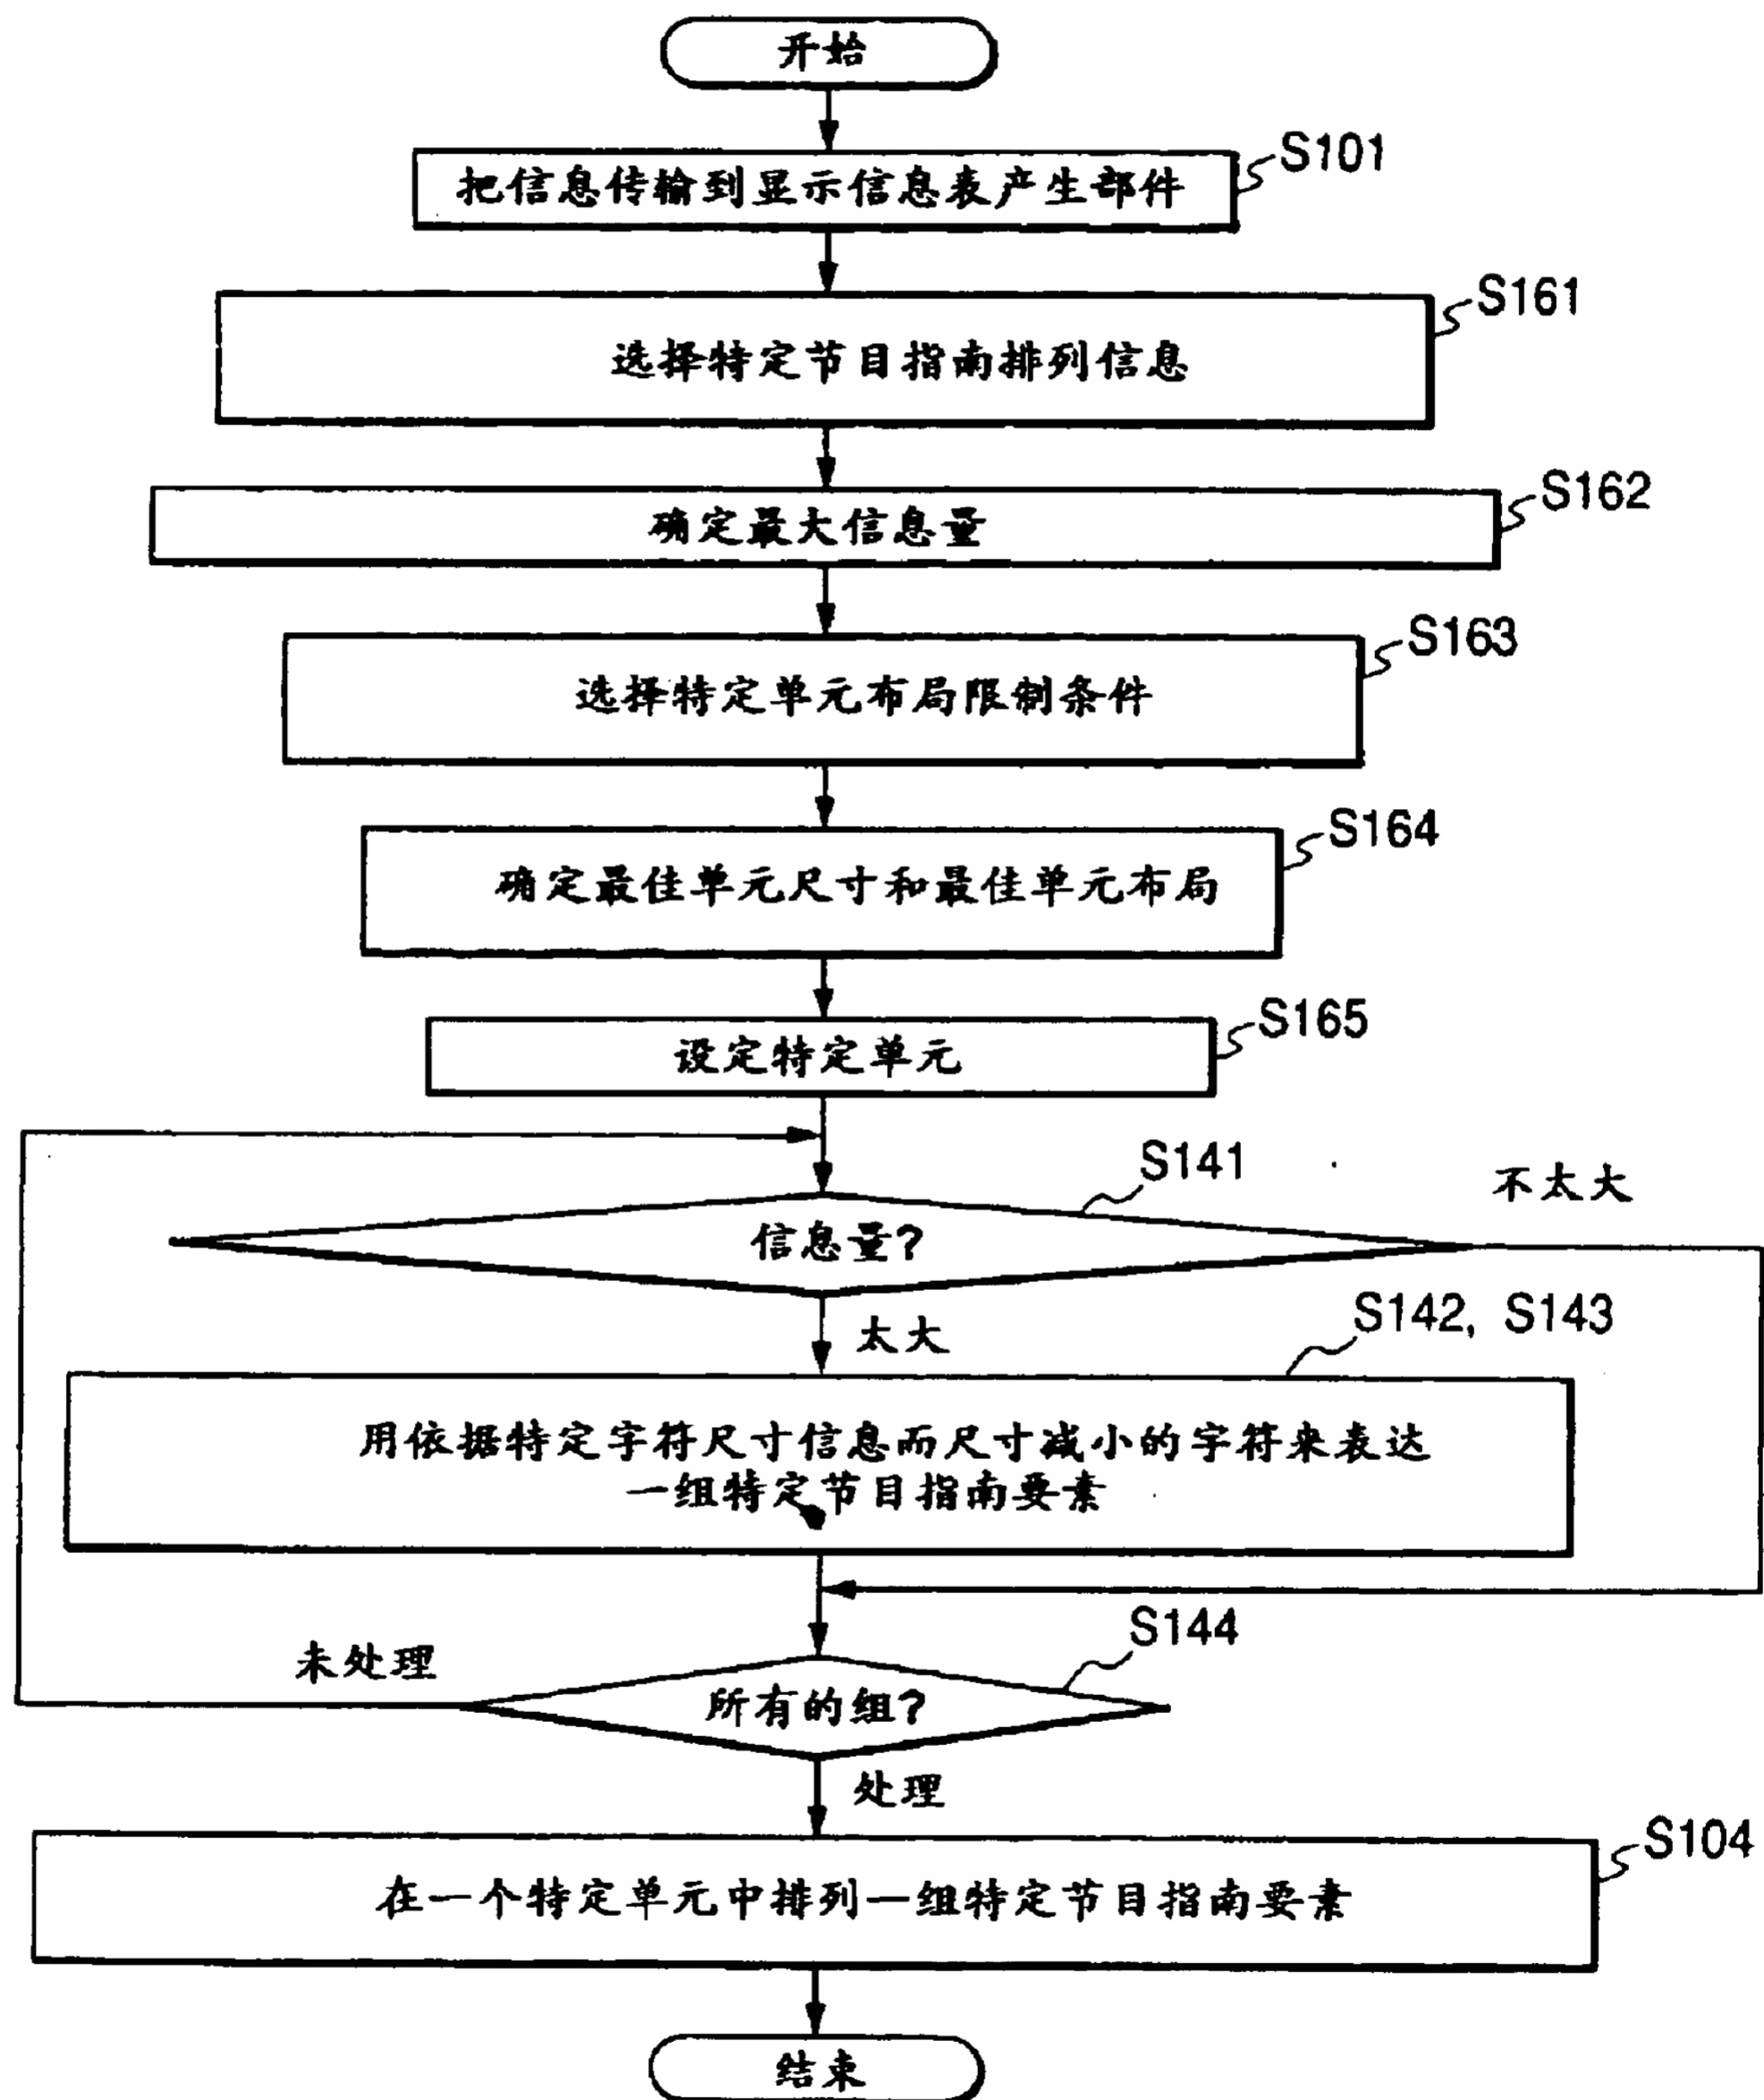 开始
S101
把信息传输到显示信息表产生部件
S161
选择特定节目指南排列信息
S162
确定最大信息量
S163
选择特定单元布局限制条件
S164
确定最佳单元尺寸和最佳单元布局
S165
设定特定单元
S141
不太大
信息量?
S142, S143
太大
用依据特定字符尺寸信息而尺寸减小的字符来表达
一组特定节目指南要素
S144
未处理
所有的组?
处理
S104
在一个特定单元中排列一组特定节目指南要素
结束